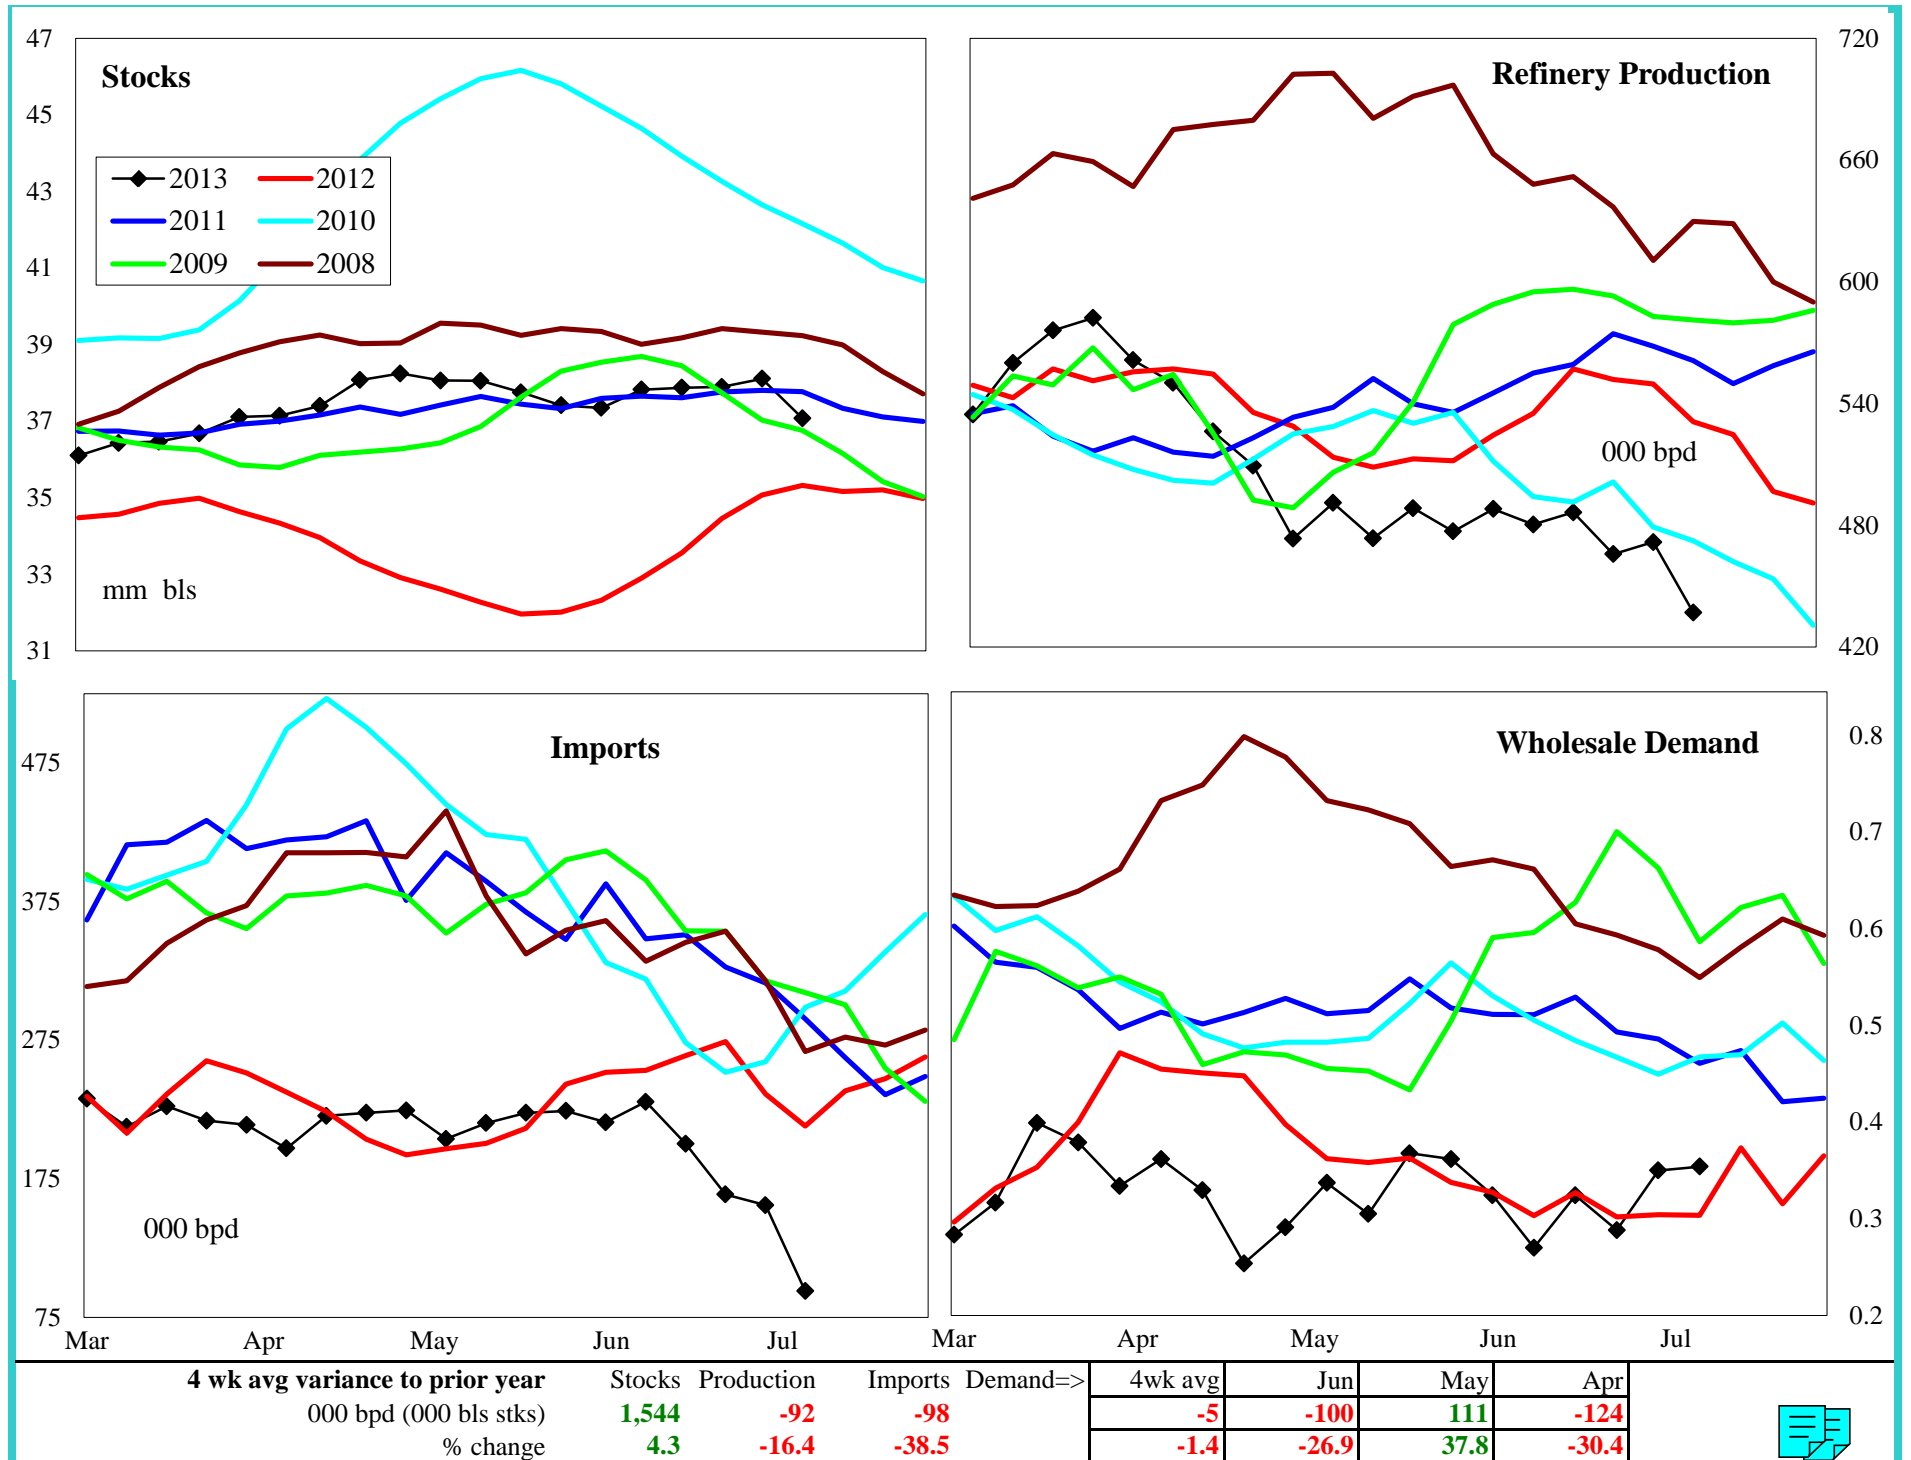 47
45
43
41
39
37
35
33
31
Stocks
2013 2012
2011 2010
2009 2008
mm bls
Refinery Production
000 bpd
720
660
600
540
480
420
475
375
275
175
75
Imports
000 bpd
Mar Apr May Jun Jul
Wholesale Demand
0.8
0.7
0.6
0.5
0.4
0.3
0.2
Mar Apr May Jun Jul
4 wk avg variance to prior year Stocks Production Imports Demand=> 4wk avg Jun May Apr
000 bpd (000 bls stks) 1,544 -92 -98 -5 -100 111 -124
% change 4.3 -16.4 -38.5 -1.4 -26.9 37.8 -30.4